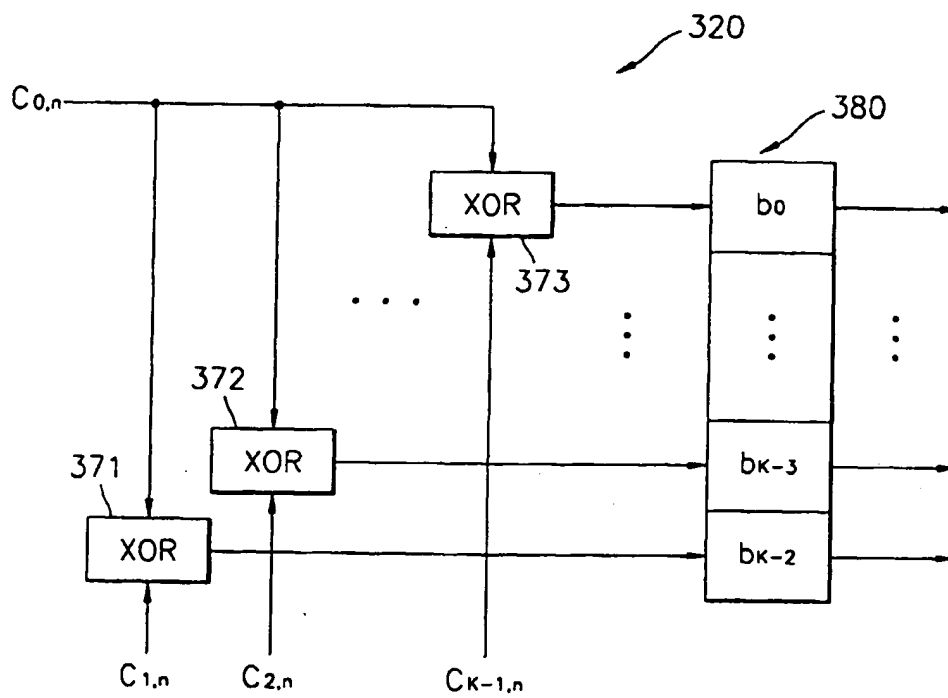 320
C0,n
380
XOR
b0
373
. . .
372
XOR
bK-3
371
XOR
bK-2
C1,n
C2,n
CK-1,n